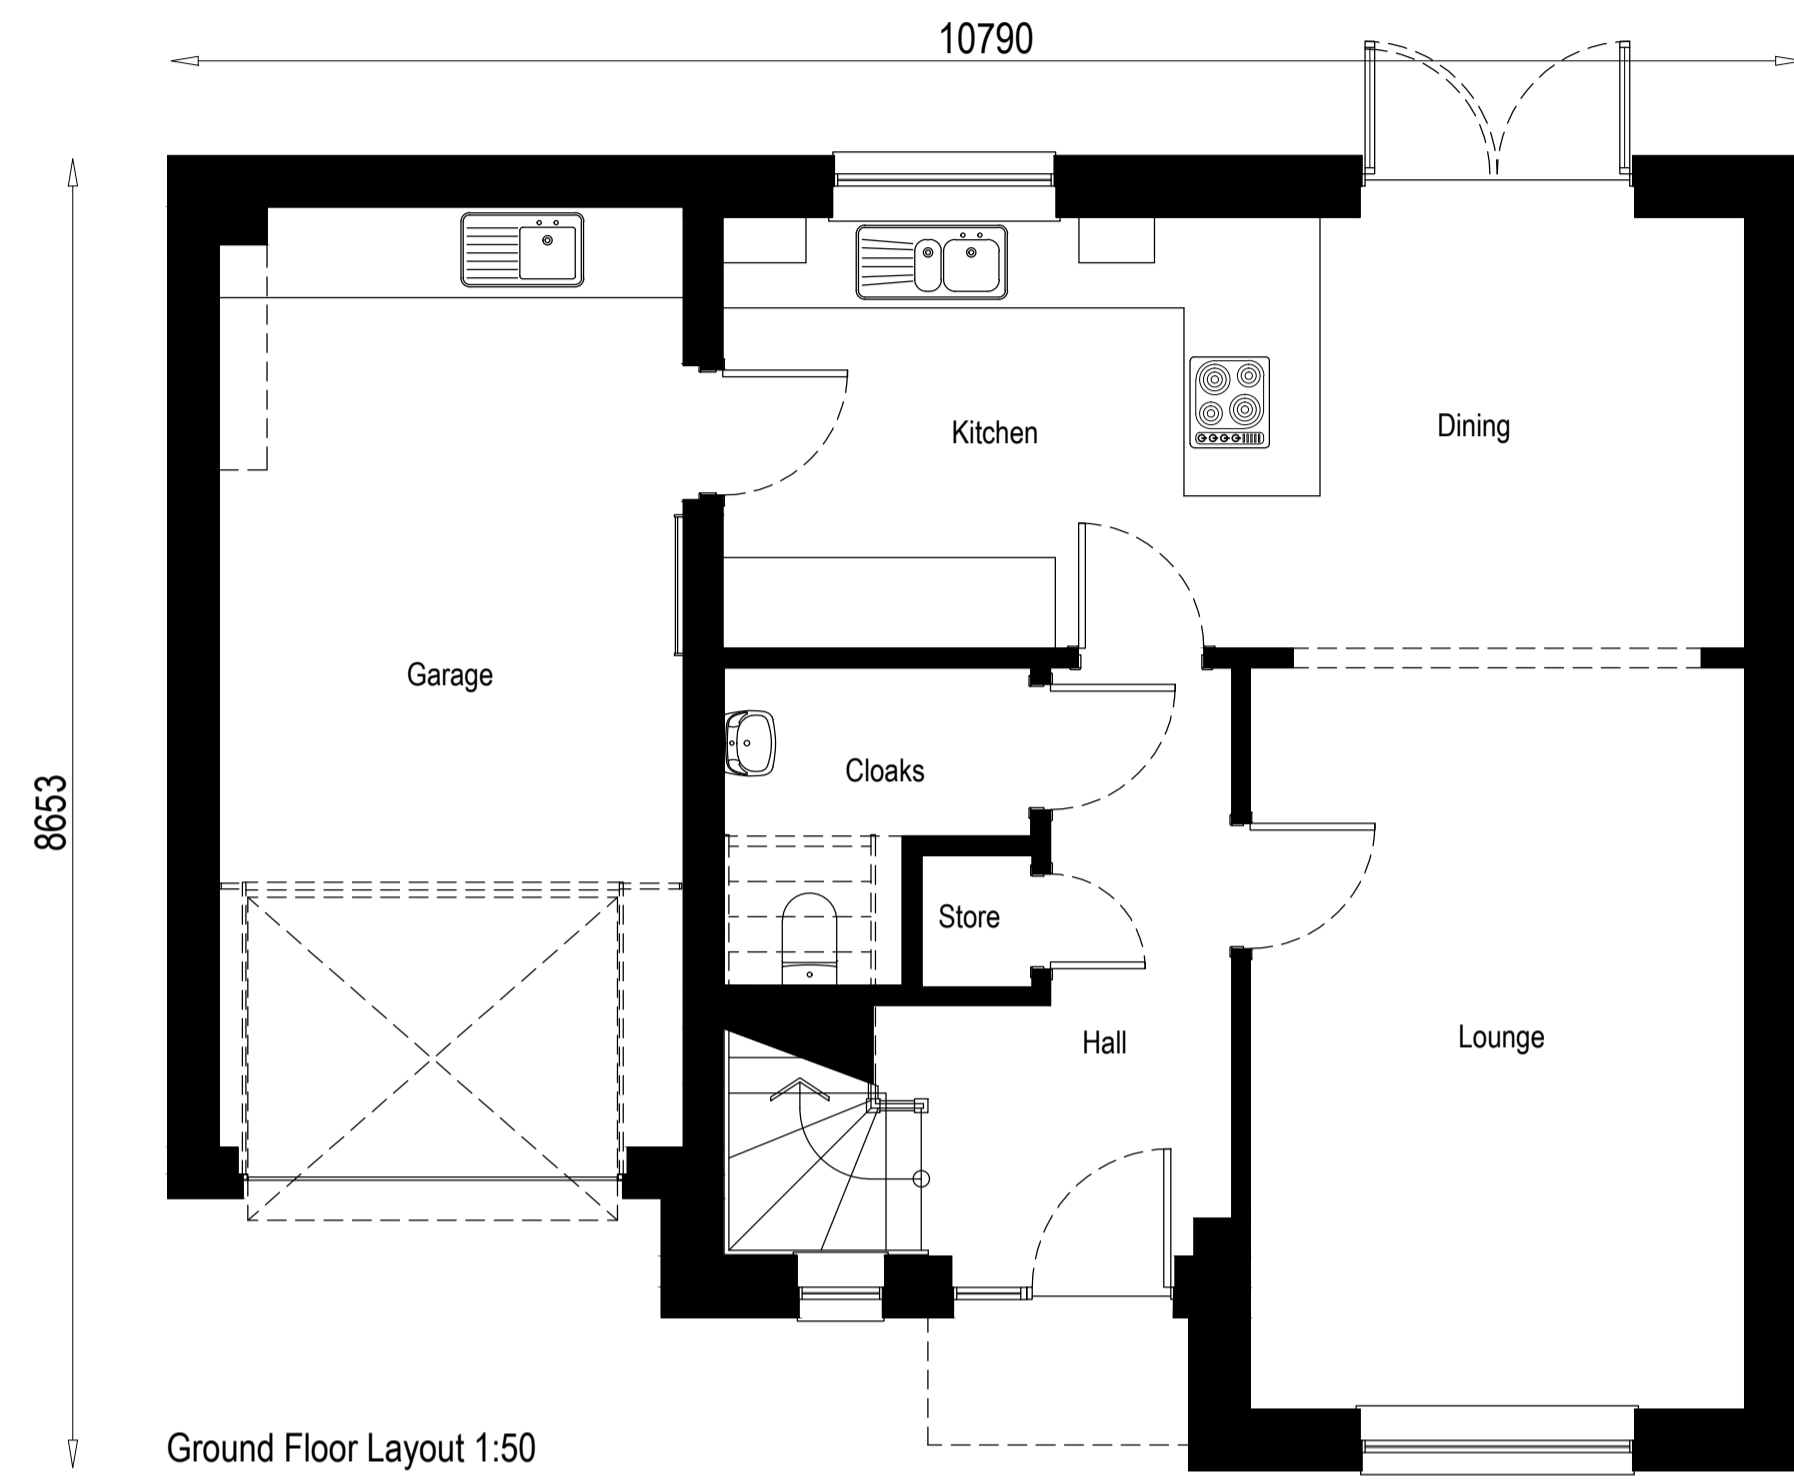 10790
8653
Kitchen
Dining
Garage
Cloaks
Store
Hall
Lounge
Ground Floor Layout 1:50